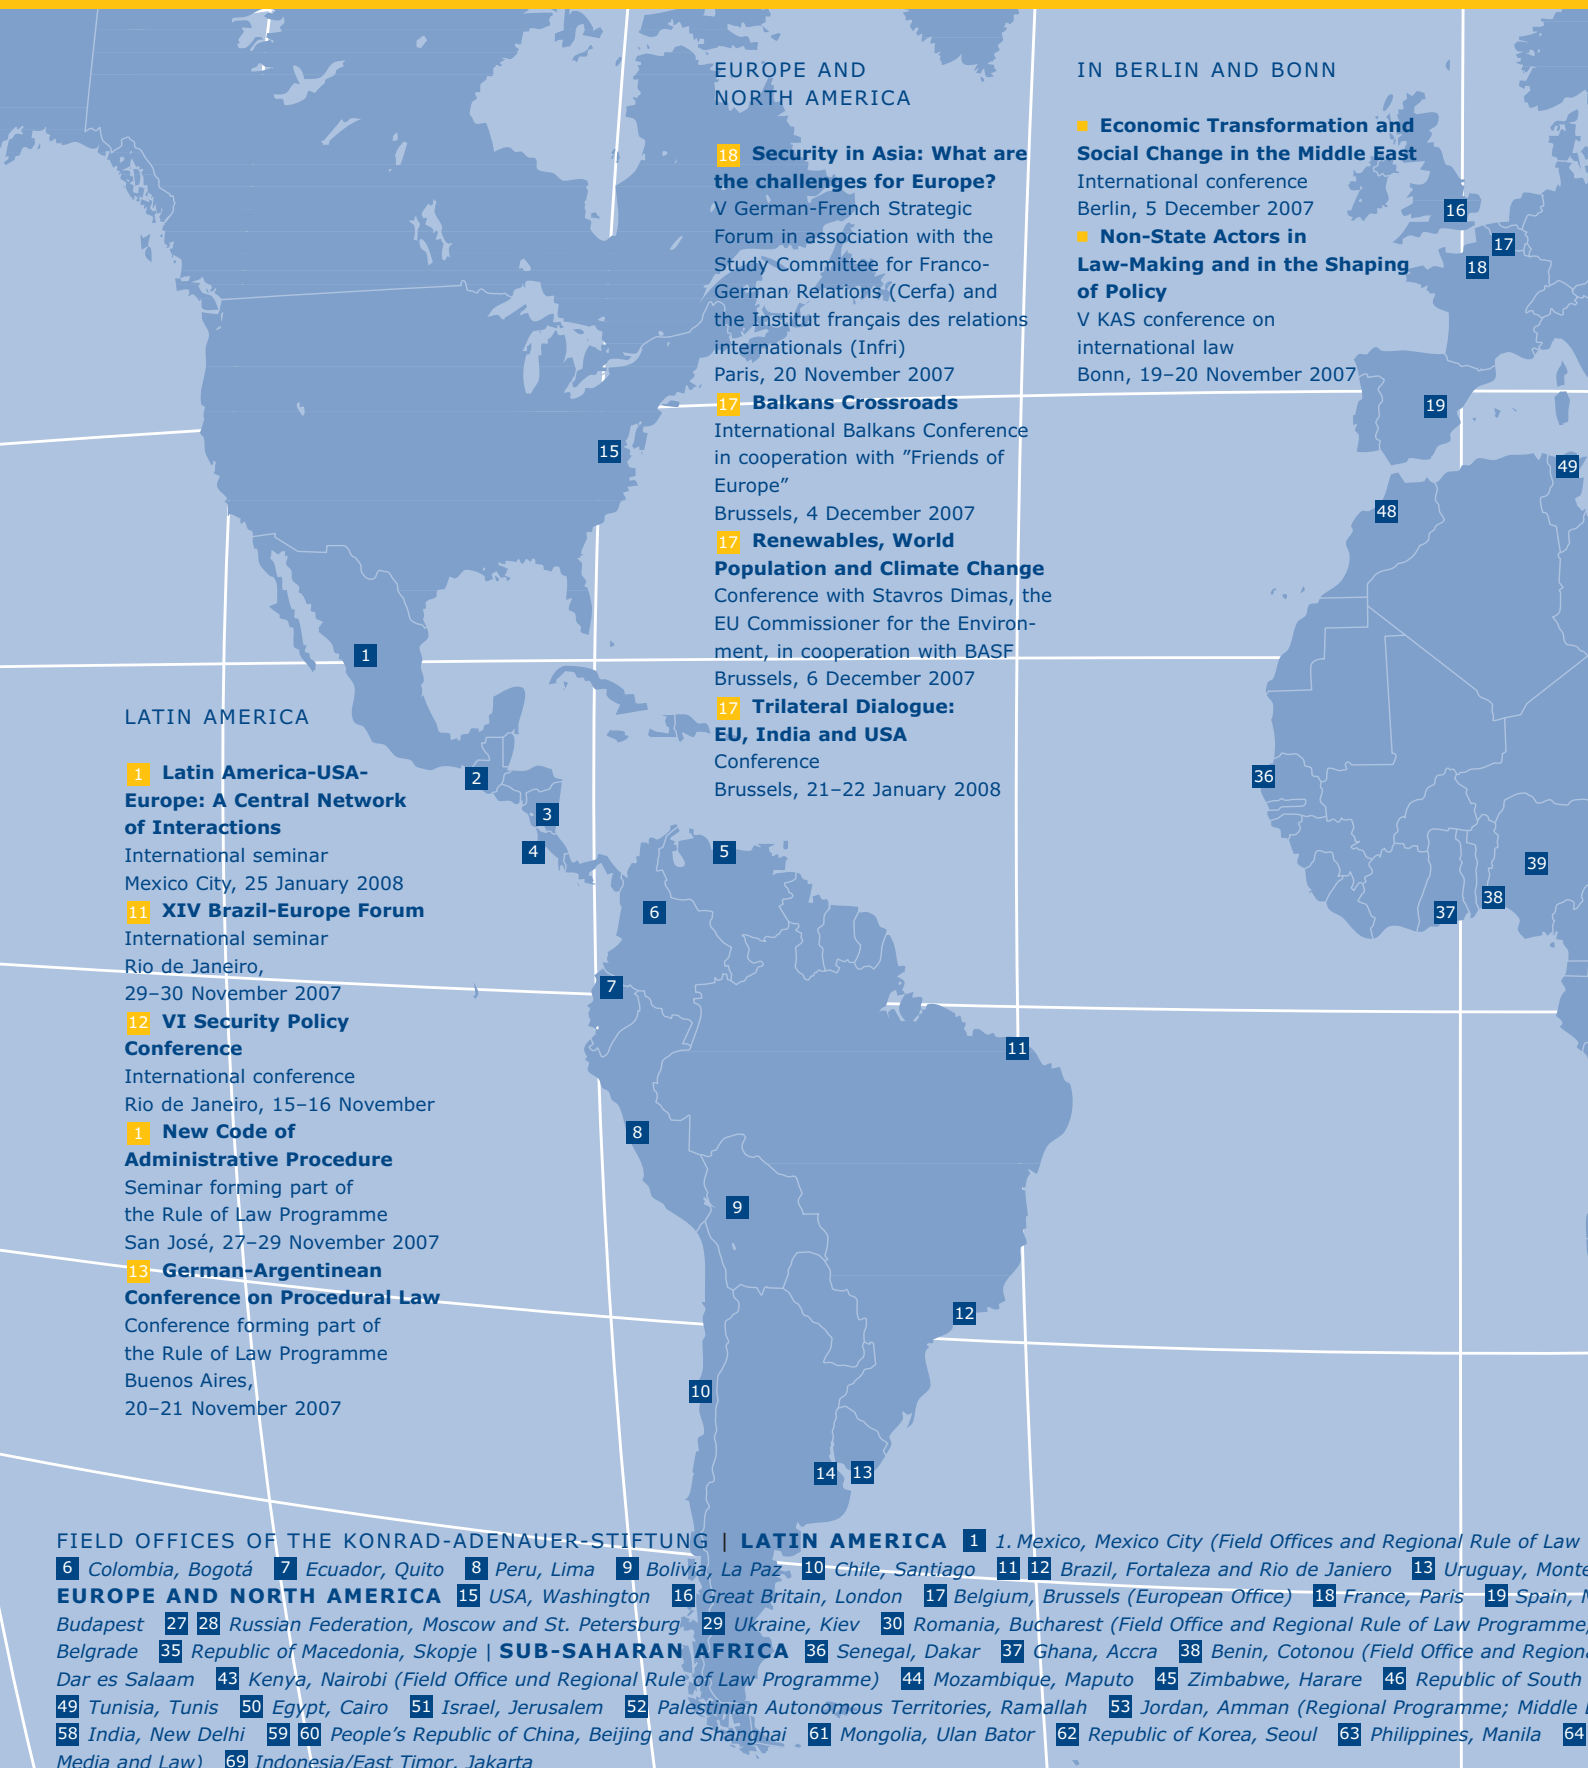 EUROPE AND
NORTH AMERICA
18 Security in Asia: What are
the challenges for Europe?
V German-French Strategic
Forum in association with the
Study Committee for Franco-
German Relations (Cerfa) and
the Institut français des relations
internationals (Infri)
Paris, 20 November 2007
17 Balkans Crossroads
International Balkans Conference
in cooperation with ”Friends of
Europe”
Brussels, 4 December 2007
17 Renewables, World
Population and Climate Change
Conference with Stavros Dimas, the
EU Commissioner for the Environ-
ment, in cooperation with BASF
Brussels, 6 December 2007
17 Trilateral Dialogue:
EU, India and USA
Conference
Brussels, 21–22 January 2008
IN BERLIN AND BONN
Economic Transformation and
Social Change in the Middle East
International conference
Berlin, 5 December 2007
Non-State Actors in
Law-Making and in the Shaping
of Policy
V KAS conference on
international law
Bonn, 19–20 November 2007
16
17
18
19
15
49
48
1
2
3
4
5
6
7
36
39
38
37
11
8
9
12
10
14 13
LATIN AMERICA
1 Latin America-USA-
Europe: A Central Network
of Interactions
International seminar
Mexico City, 25 January 2008
11 XIV Brazil-Europe Forum
International seminar
Rio de Janeiro,
29–30 November 2007
12 VI Security Policy
Conference
International conference
Rio de Janeiro, 15–16 November
1 New Code of
Administrative Procedure
Seminar forming part of
the Rule of Law Programme
San José, 27–29 November 2007
13 German-Argentinean
Conference on Procedural Law
Conference forming part of
the Rule of Law Programme
Buenos Aires,
20–21 November 2007
FIELD OFFICES OF THE KONRAD-ADENAUER-STIFTUNG | LATIN AMERICA 1 1. Mexico, Mexico City (Field Offices and Regional Rule of Law
6 Colombia, Bogotá 7 Ecuador, Quito 8 Peru, Lima 9 Bolivia, La Paz 10 Chile, Santiago 11 12 Brazil, Fortaleza and Rio de Janiero 13 Uruguay, Monte
EUROPE AND NORTH AMERICA 15 USA, Washington 16 Great Britain, London 17 Belgium, Brussels (European Office) 18 France, Paris 19 Spain,
Budapest 27 28 Russian Federation, Moscow and St. Petersburg 29 Ukraine, Kiev 30 Romania, Bucharest (Field Office and Regional Rule of Law Programme)
Belgrade 35 Republic of Macedonia, Skopje | SUB-SAHARAN AFRICA 36 Senegal, Dakar 37 Ghana, Accra 38 Benin, Cotonou (Field Office and Regiona
Dar es Salaam 43 Kenya, Nairobi (Field Office und Regional Rule of Law Programme) 44 Mozambique, Maputo 45 Zimbabwe, Harare 46 Republic of South
49 Tunisia, Tunis 50 Egypt, Cairo 51 Israel, Jerusalem 52 Palestinian Autonomous Territories, Ramallah 53 Jordan, Amman (Regional Programme; Middle
58 India, New Delhi 59 60 People’s Republic of China, Beijing and Shanghai 61 Mongolia, Ulan Bator 62 Republic of Korea, Seoul 63 Philippines, Manila 64
Media and Law) 69 Indonesia/East Timor, Jakarta